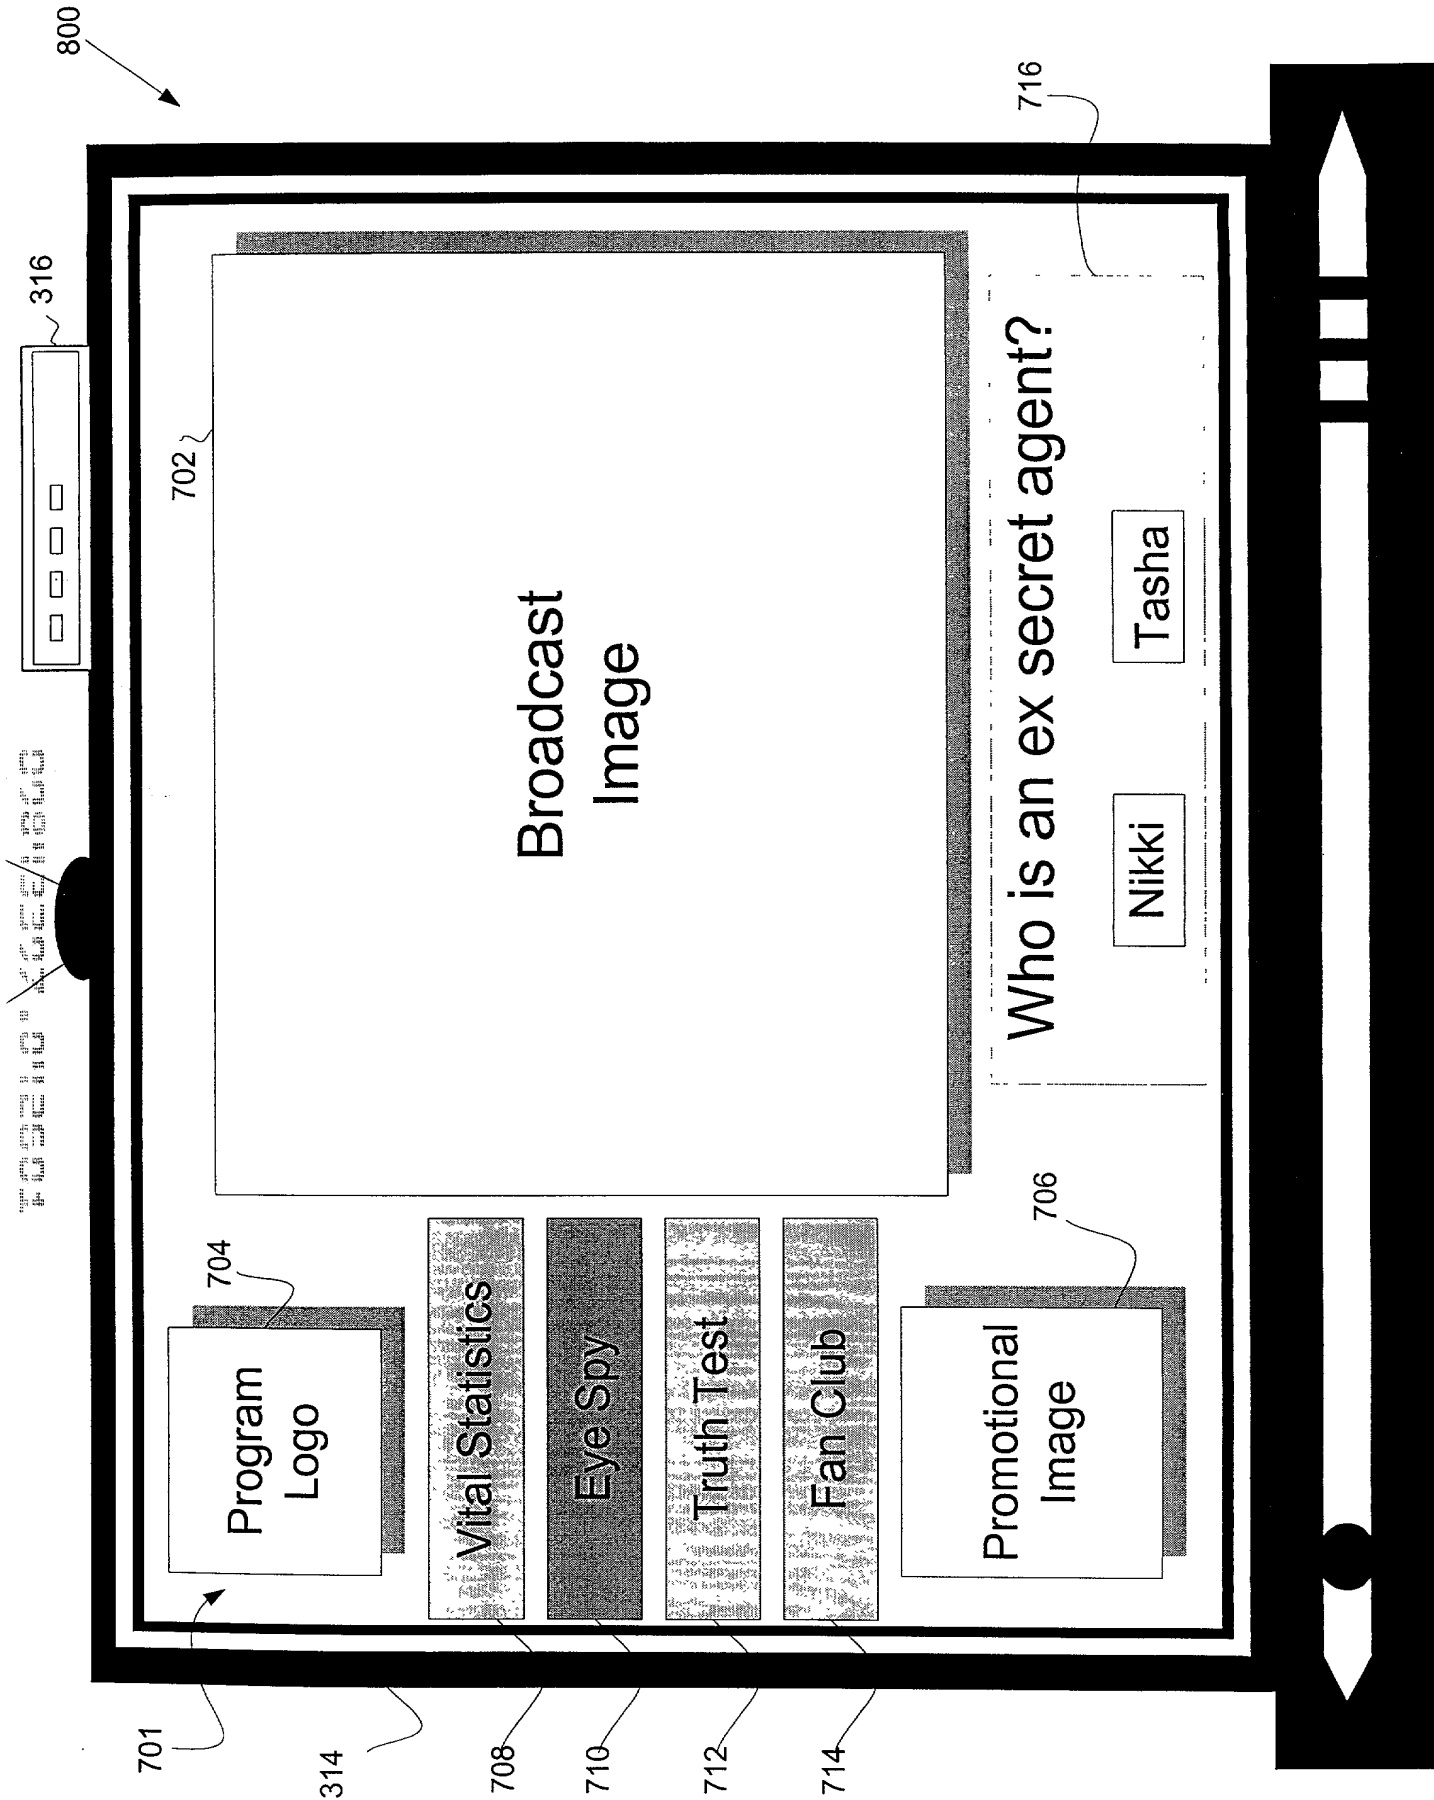 800
316
702
Broadcast
Image
701
Program
Logo
704
314
708
Vital Statistics
710
Eye Spy
712
Truth Test
714
Fan Club
Promotional
Image
706
716
Who is an ex secret agent?
Nikki
Tasha